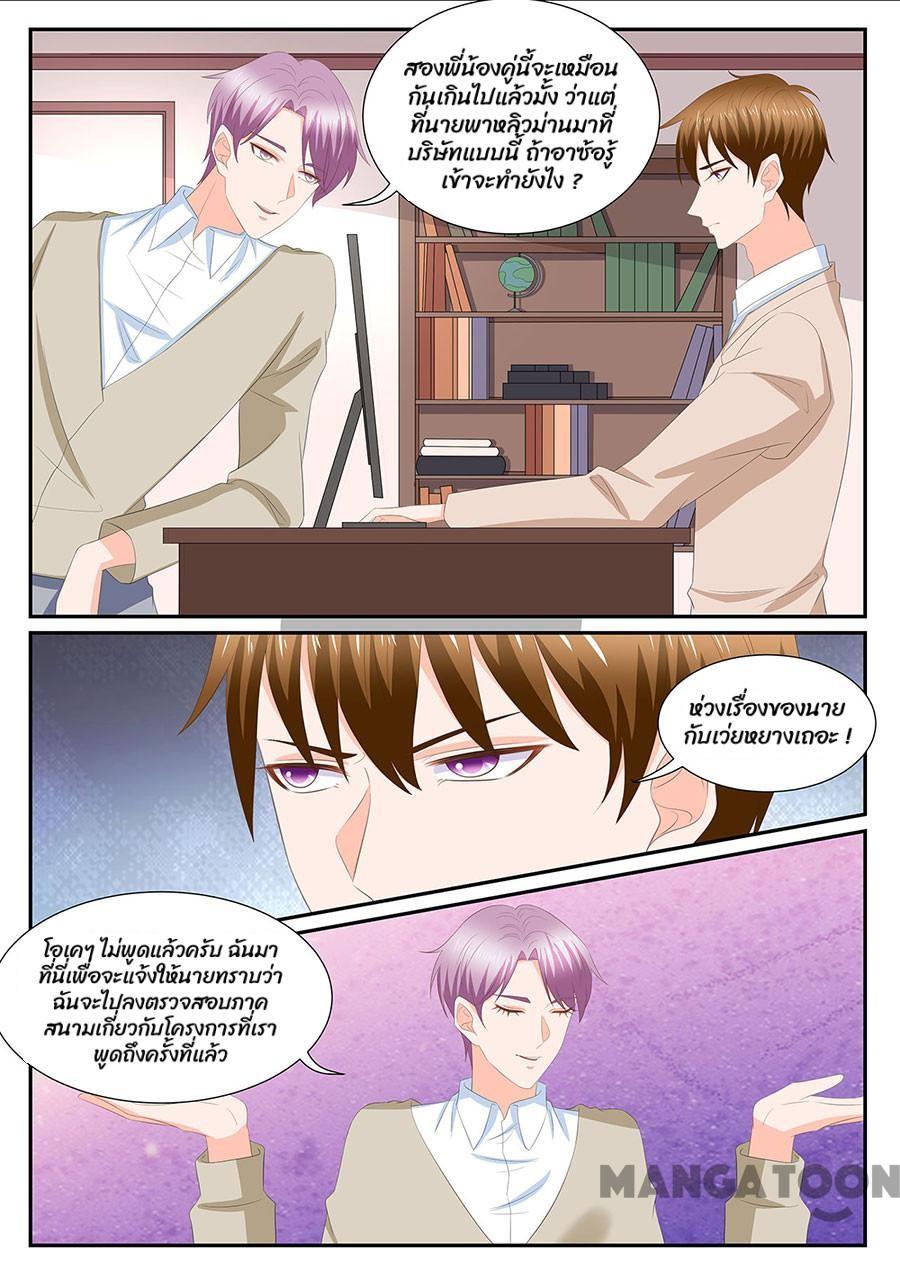 สองพี่น้องคู่นี้จะเหมือน
กันเกินไปแล้วมั้ง ว่าแต่
ที่นายพาหลิวม่านมาที่
บริษัทแบบนี้ ถ้าอาซ้อรู้
เข้าจะทำยังไง ?
ห่วงเรื่องของนาย
กับเว่ยหยางเถอะ !
โอเคๆ ไม่พูดแล้วครับ ฉันมา
ที่นี่เพื่อจะแจ้งให้นายทราบว่า
ฉันจะไปลงตรวจสอบภาค
สนามเกี่ยวกับโครงการที่เรา
พูดถึงครั้งที่แล้ว
MANGATOON